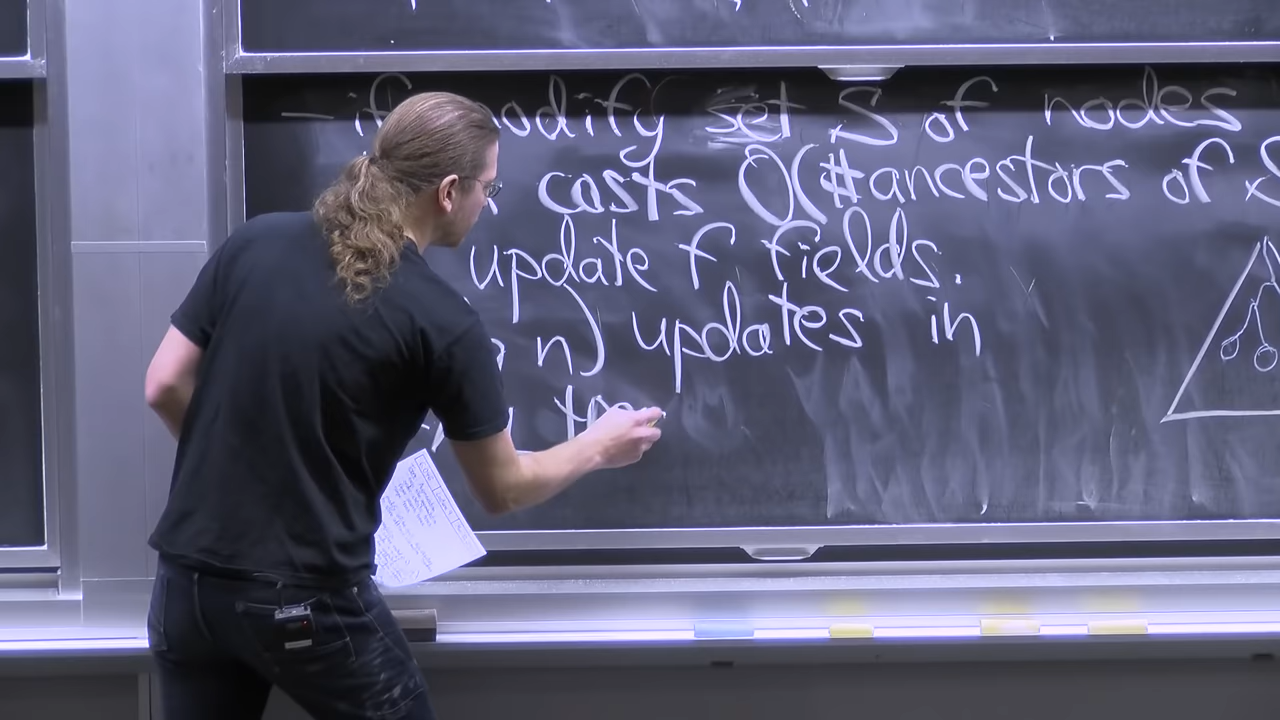 - if modify set S of nodes
costs O(#ancestors of S
update f fields.
n) updates in